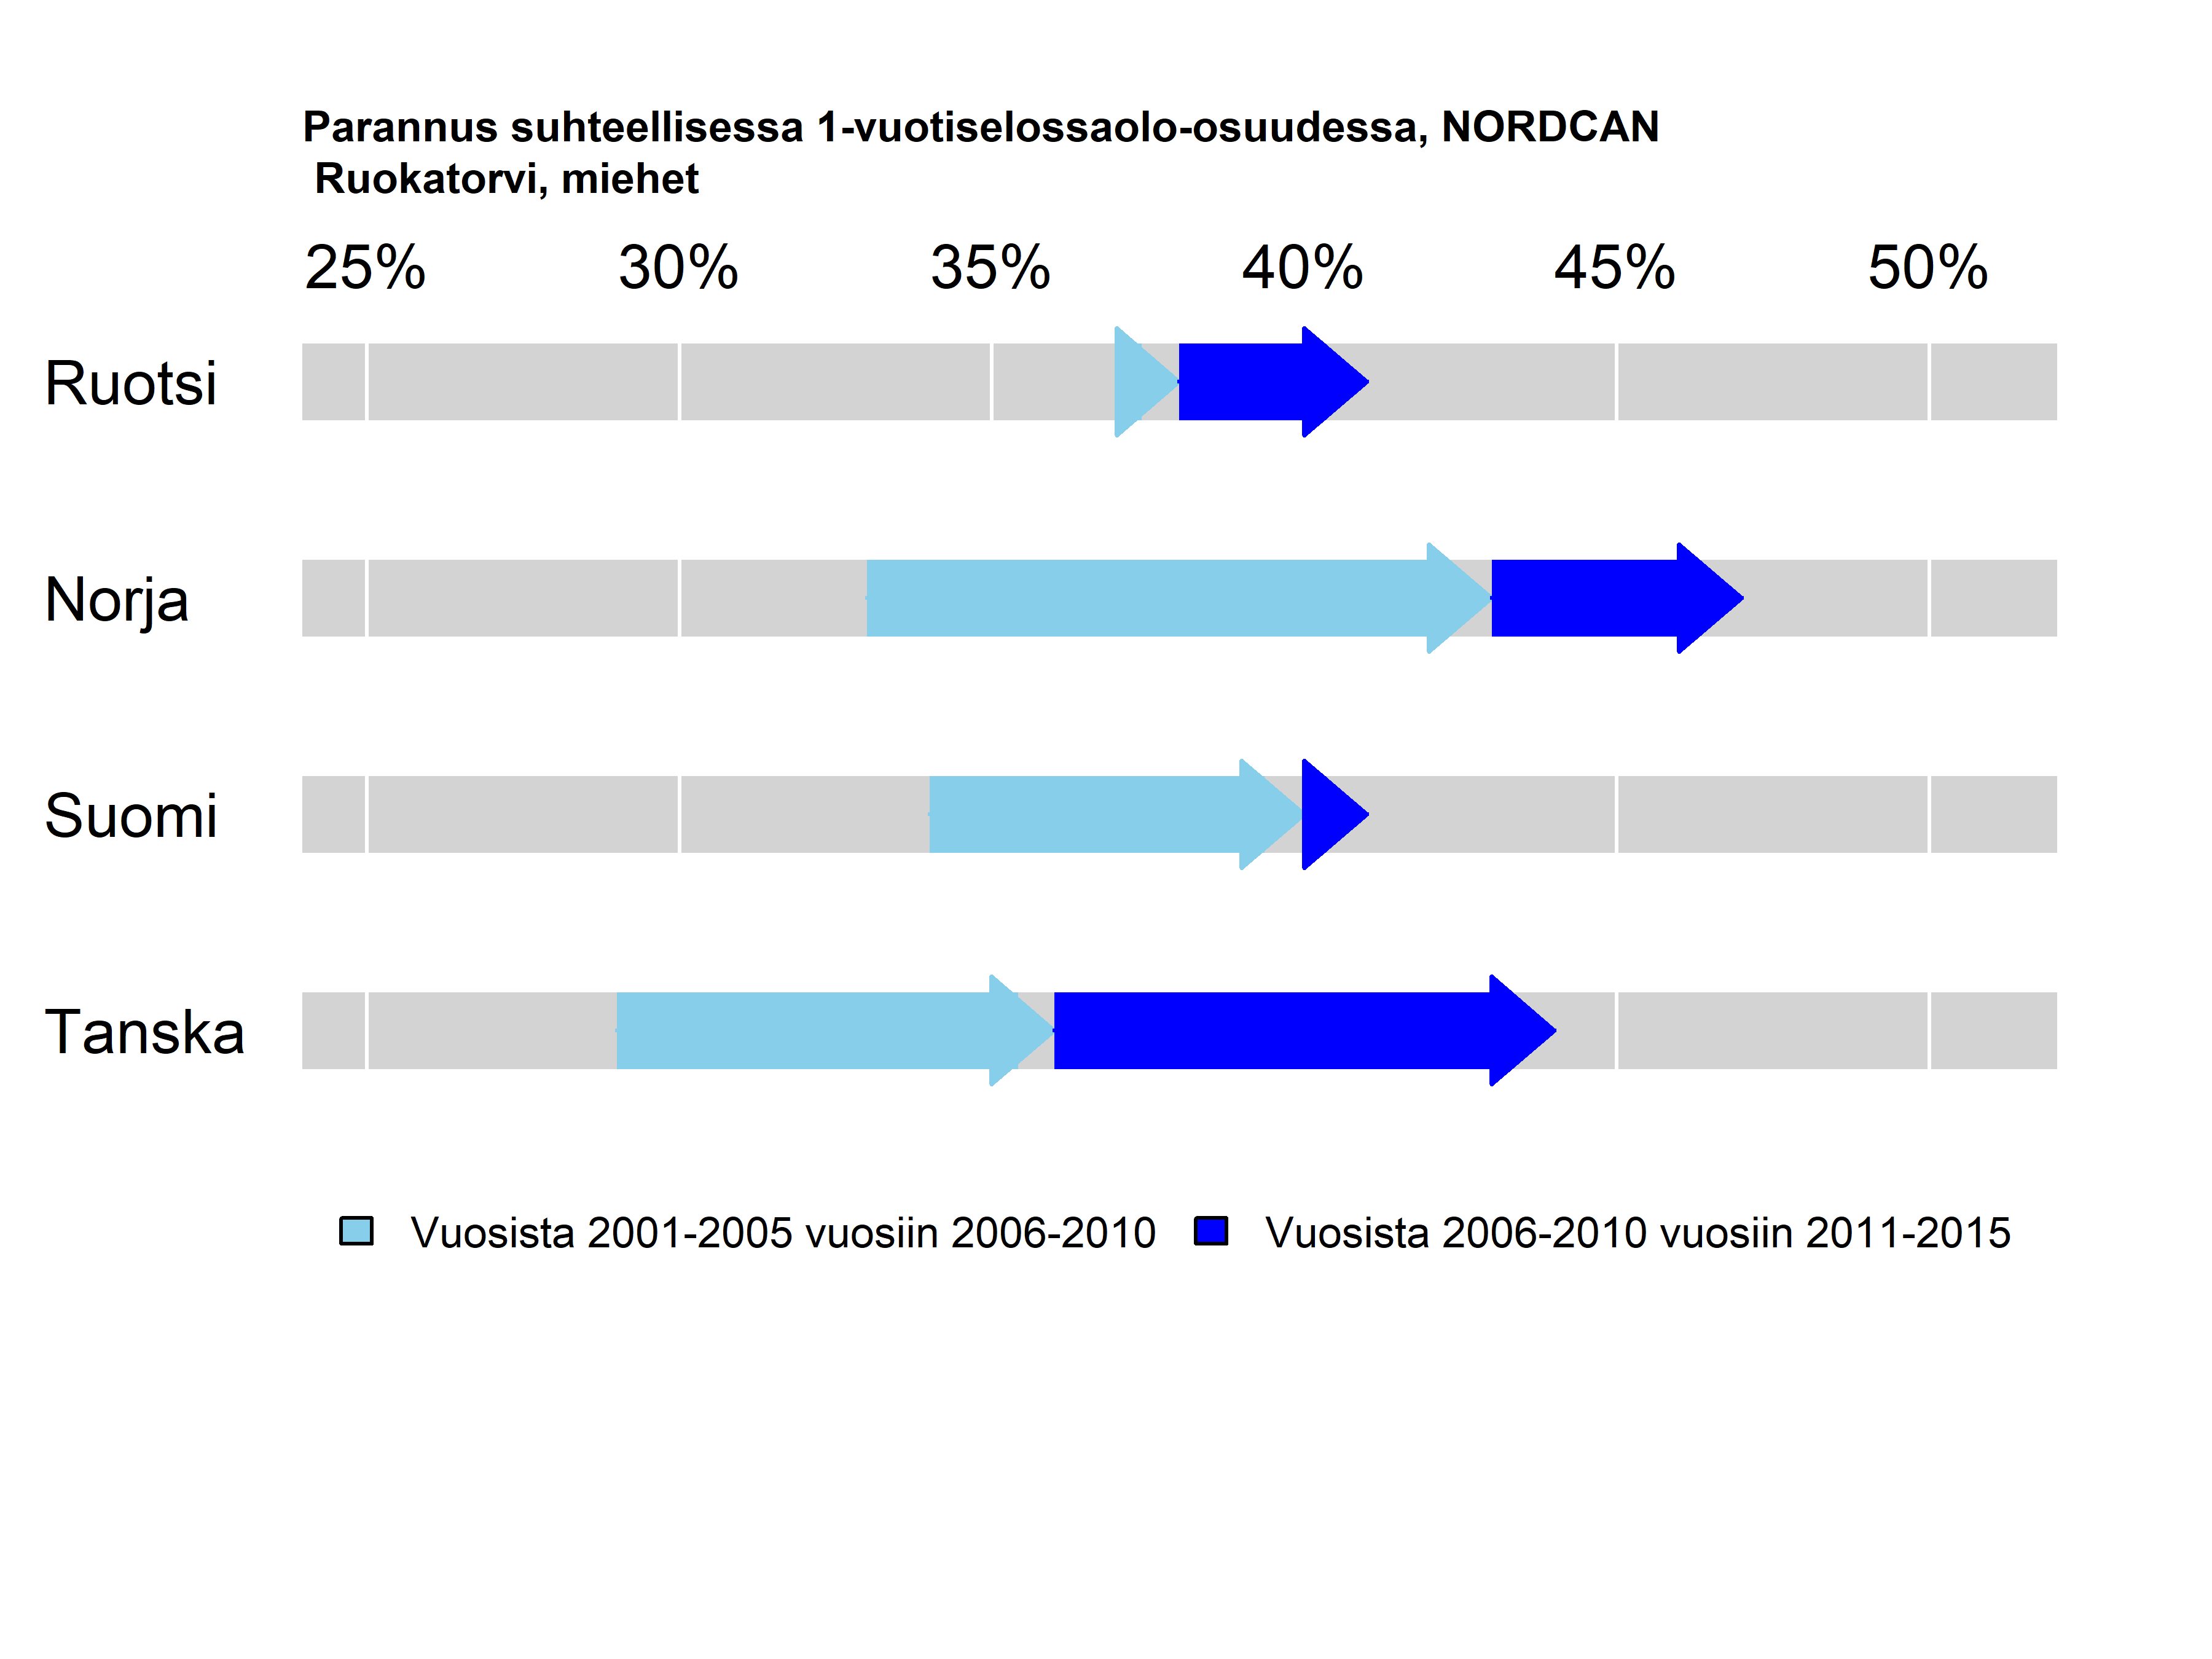 Parannus suhteellisessa 1-vuotiselossaolo-osuudessa, NORDCAN
Ruokatorvi, miehet
25% 30% 35% 40% 45% 50%
Ruotsi
Norja
Suomi
Tanska
Vuosista 2001-2005 vuosiin 2006-2010 Vuosista 2006-2010 vuosiin 2011-2015